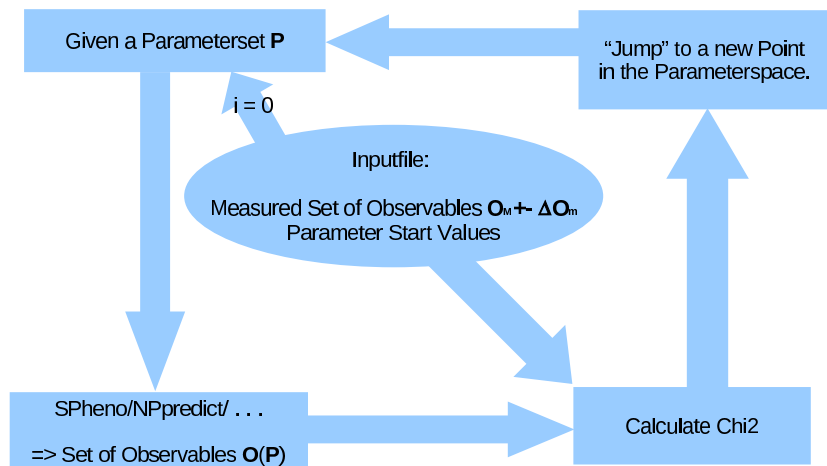 Given a Parameterset P
“Jump” to a new Point
in the Parameterspace.
i = 0
Inputfile:
Measured Set of Observables OM+- ΔOm
Parameter Start Values
SPheno/NPpredict/ . . .
=> Set of Observables O(P)
Calculate Chi2